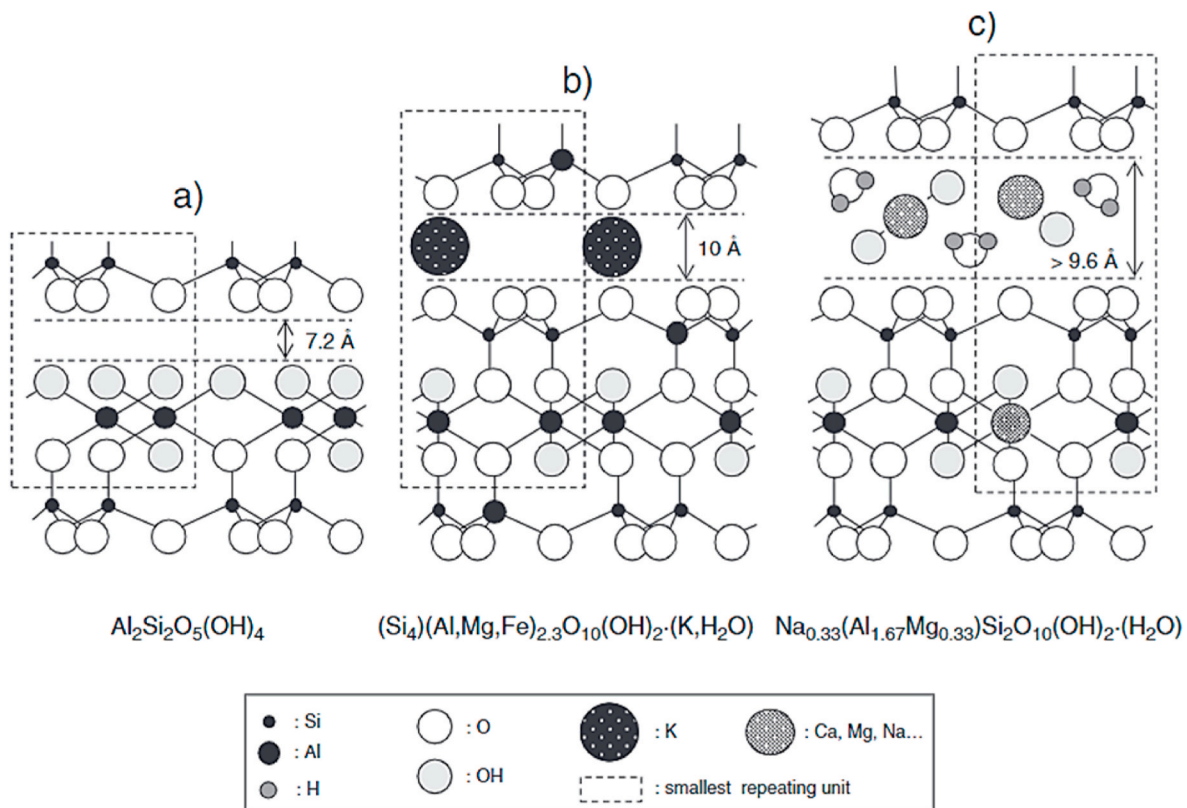 c)
b)
a)
10 Å
> 9.6 Å
7.2 Å
Al₂Si₂O₅(OH)₄
(Si₄)(Al,Mg,Fe)₂.₃O₁₀(OH)₂·(K,H₂O)
Na₀.₃₃(Al₁.₆₇Mg₀.₃₃)Si₂O₁₀(OH)₂·(H₂O)
: Si
: O
: K
: Ca, Mg, Na...
: Al
: OH
: H
: smallest repeating unit